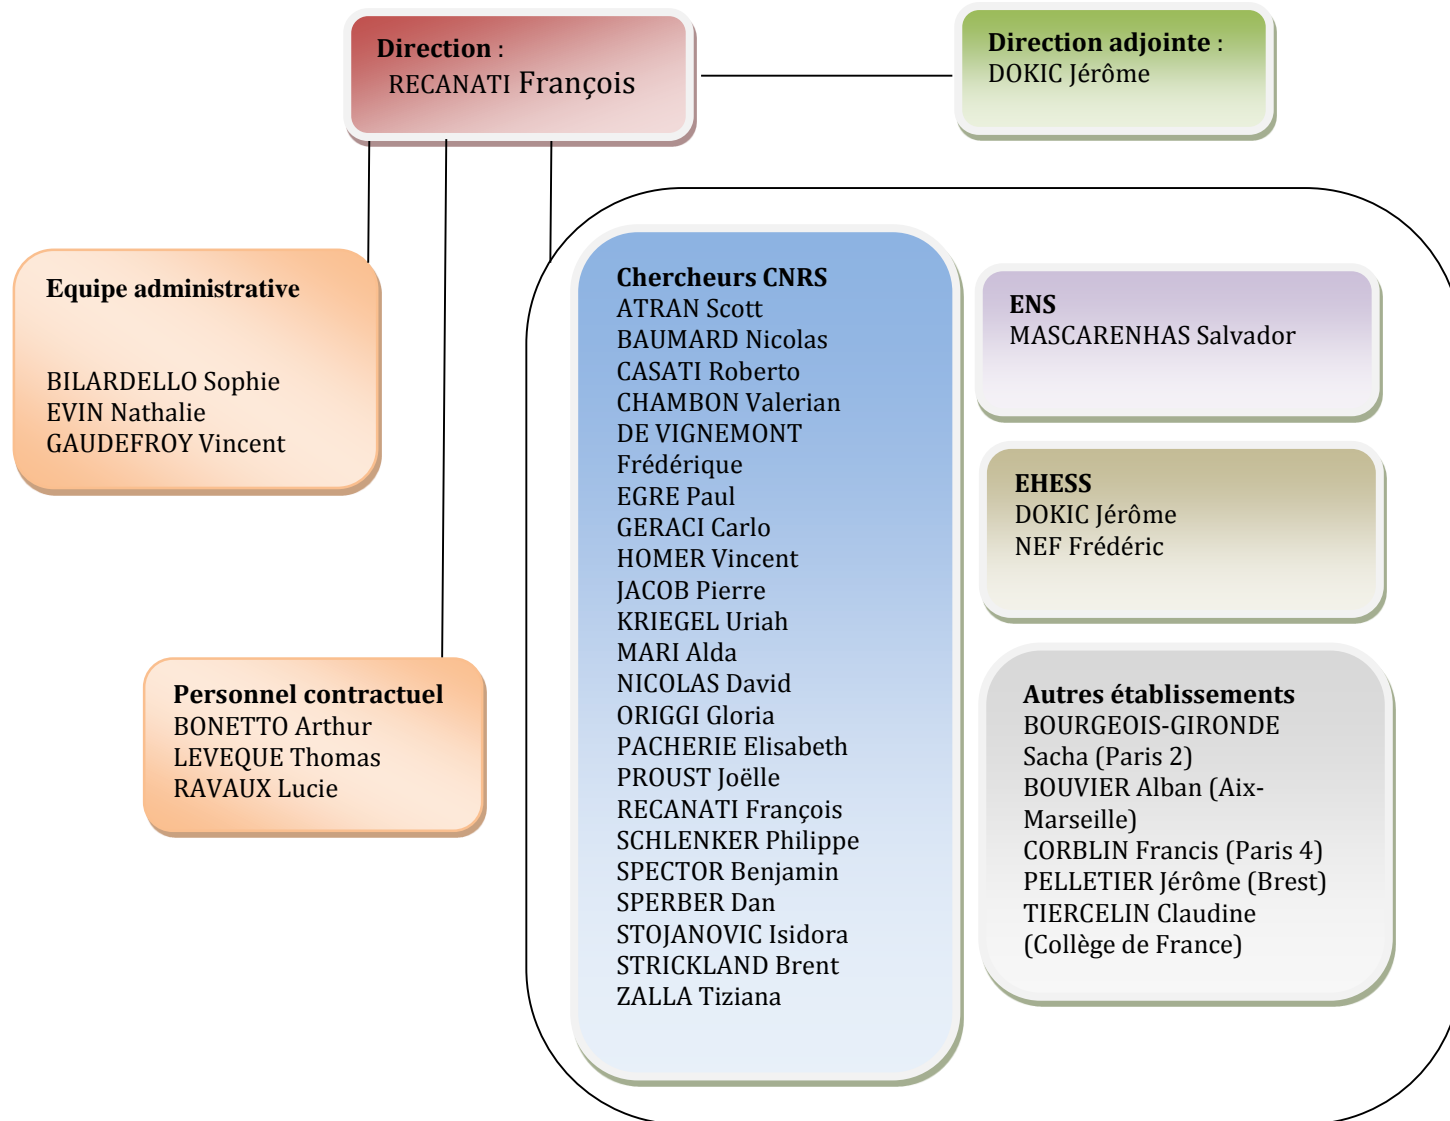 Direction :
RECANATI François
Direction adjointe :
DOKIC Jérôme
Equipe administrative
BILARDELLO Sophie
EVIN Nathalie
GAUDEFROY Vincent
Personnel contractuel
BONETTO Arthur
LEVEQUE Thomas
RAVAUX Lucie
Chercheurs CNRS
ATRAN Scott
BAUMARD Nicolas
CASATI Roberto
CHAMBON Valerian
DE VIGNEMONT
Frédérique
EGRE Paul
GERACI Carlo
HOMER Vincent
JACOB Pierre
KRIEGEL Uriah
MARI Alda
NICOLAS David
ORIGGI Gloria
PACHERIE Elisabeth
PROUST Joëlle
RECANATI François
SCHLENKER Philippe
SPECTOR Benjamin
SPERBER Dan
STOJANOVIC Isidora
STRICKLAND Brent
ZALLA Tiziana
ENS
MASCARENHAS Salvador
EHESS
DOKIC Jérôme
NEF Frédéric
Autres établissements
BOURGEOIS-GIRONDE
Sacha (Paris 2)
BOUVIER Alban (Aix-
Marseille)
CORBLIN Francis (Paris 4)
PELLETIER Jérôme (Brest)
TIERCELIN Claudine
(Collège de France)